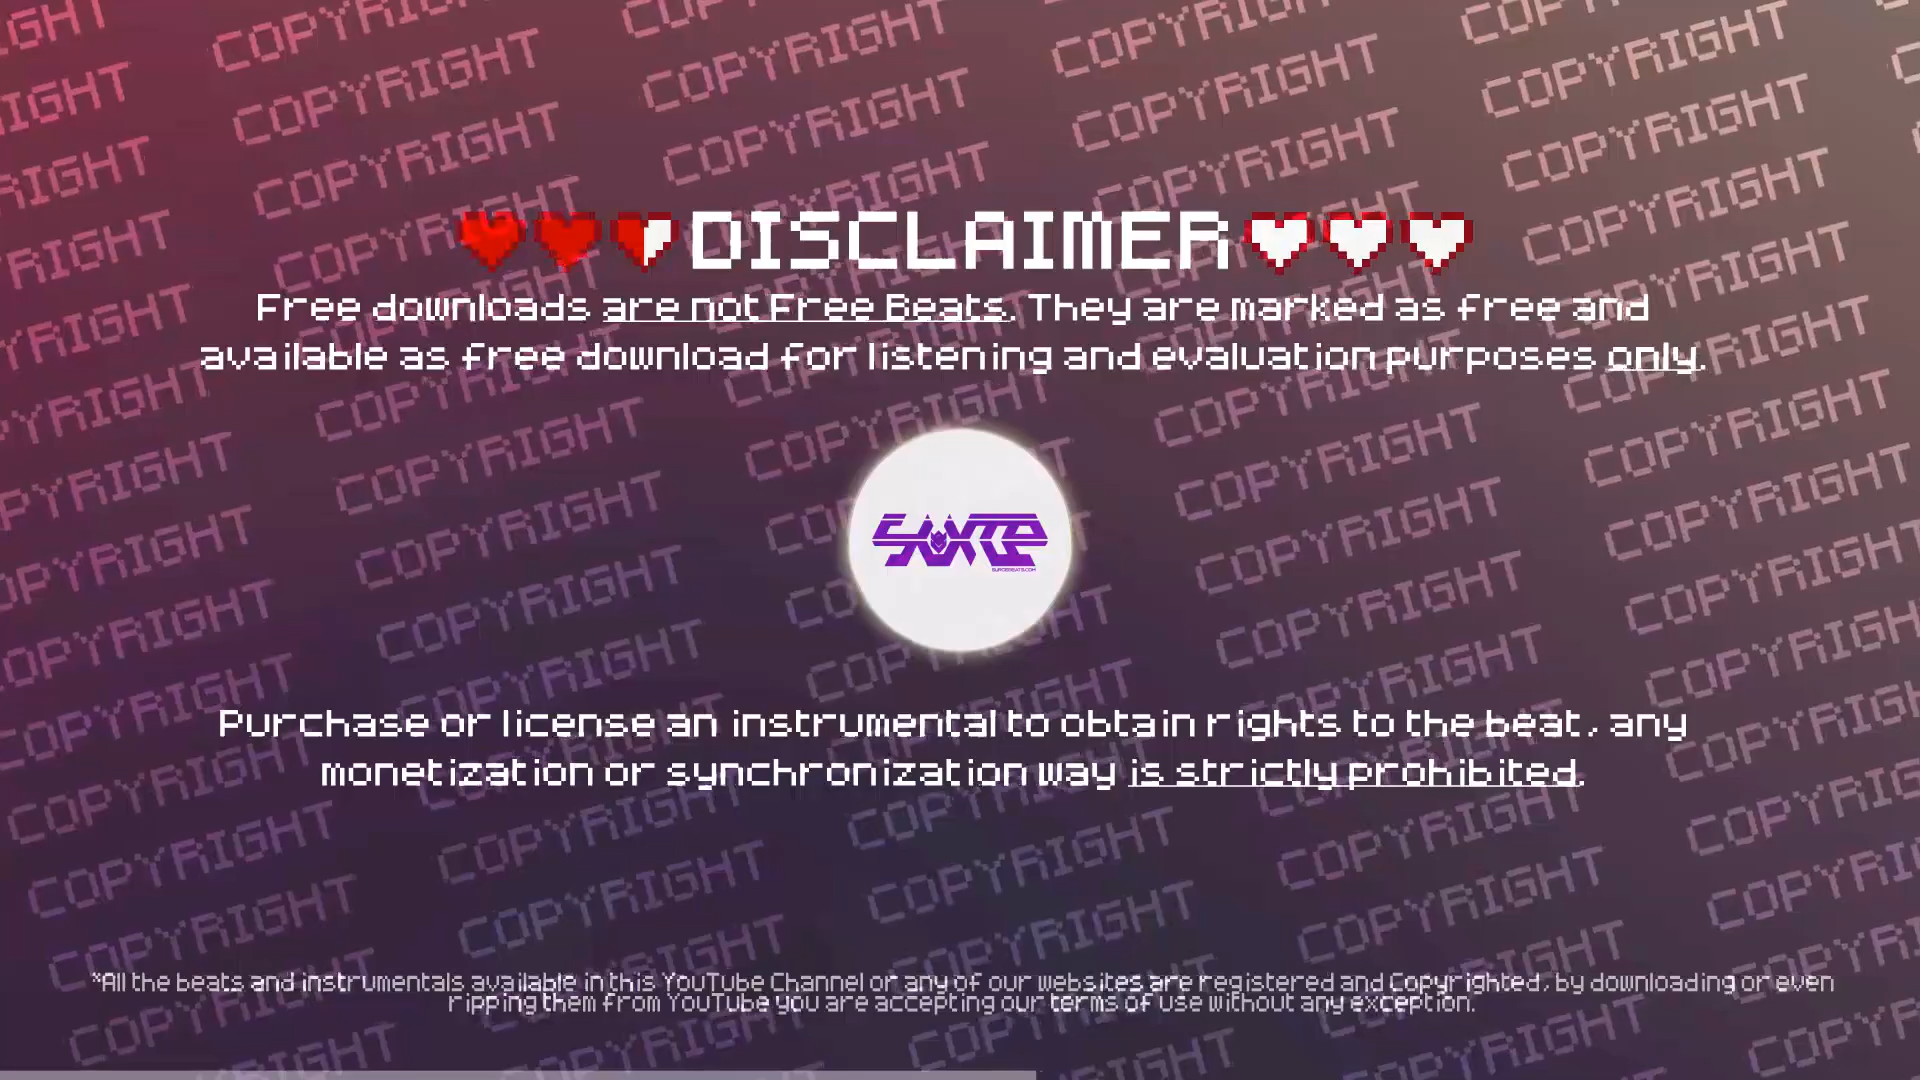 DISCLAIMER
Free downloads are not Free Beats. They are marked as free and
available as free download for listening and evaluation purposes only.
SURCEBEATS.COM
Purchase or license an instrumental to obtain rights to the beat, any
monetization or synchronization way is strictly prohibited.
*All the beats and instrumentals available in this YouTube Channel or any of our websites are registered and Copyrighted, by downloading or even
ripping them from YouTube you are accepting our terms of use without any exception.
COPYRIGHT